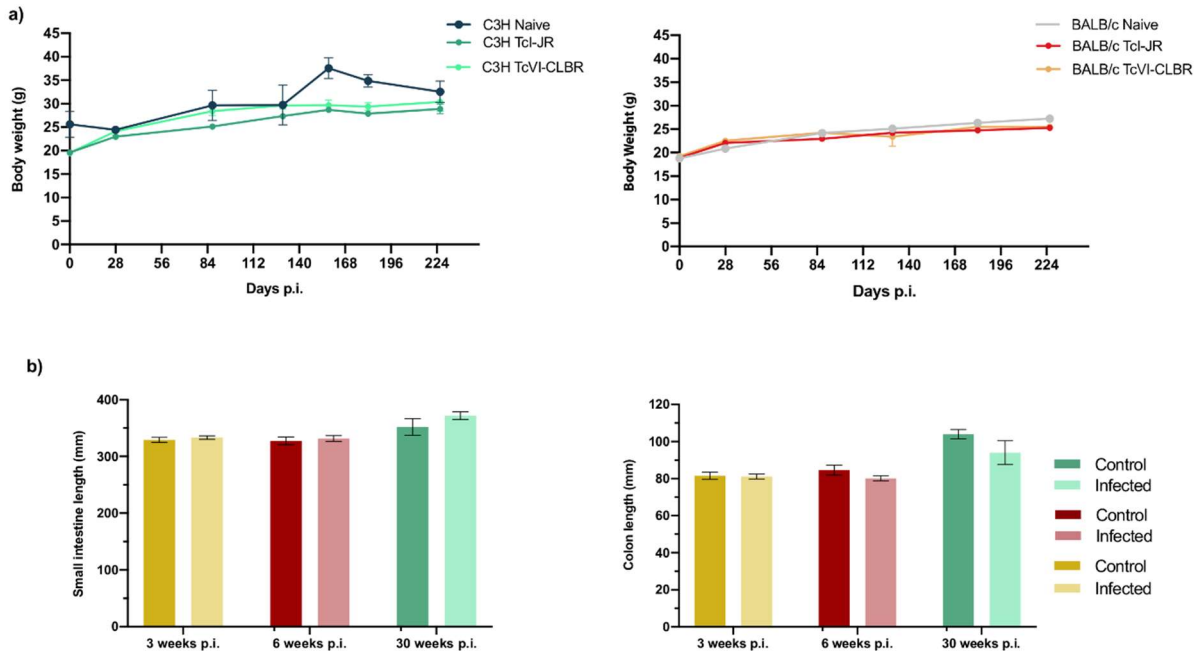 a)
C3H Naive
C3H TcI-JR
C3H TcVI-CLBR
45
40
35
30
25
20
15
10
5
0
Body weight (g)
0 28 56 84 112 140 168 196 224
Days p.i.
BALB/c Naive
BALB/c TcI-JR
BALB/c TcVI-CLBR
45
40
35
30
25
20
15
10
5
0
Body Weight (g)
0 28 56 84 112 140 168 196 224
Days p.i.
b)
400
300
200
100
0
Small intestine length (mm)
3 weeks p.i. 6 weeks p.i. 30 weeks p.i.
120
100
80
60
40
20
0
Colon length (mm)
3 weeks p.i. 6 weeks p.i. 30 weeks p.i.
Control
Infected
Control
Infected
Control
Infected